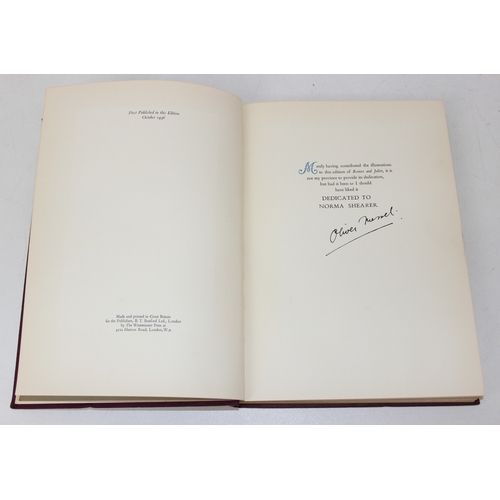 First Published in this Edition
October 1936
Made and printed in Great Britain
for the Publishers, B. T. Batsford Ltd., London
by The Westminster Press at
411a Harrow Road, London, W.9
Merely having contributed the illustrations
to this edition of Romeo and Juliet, it is
not my province to provide its dedication,
but had it been so I should
have liked it
DEDICATED TO
NORMA SHEARER
Oliver Messel.